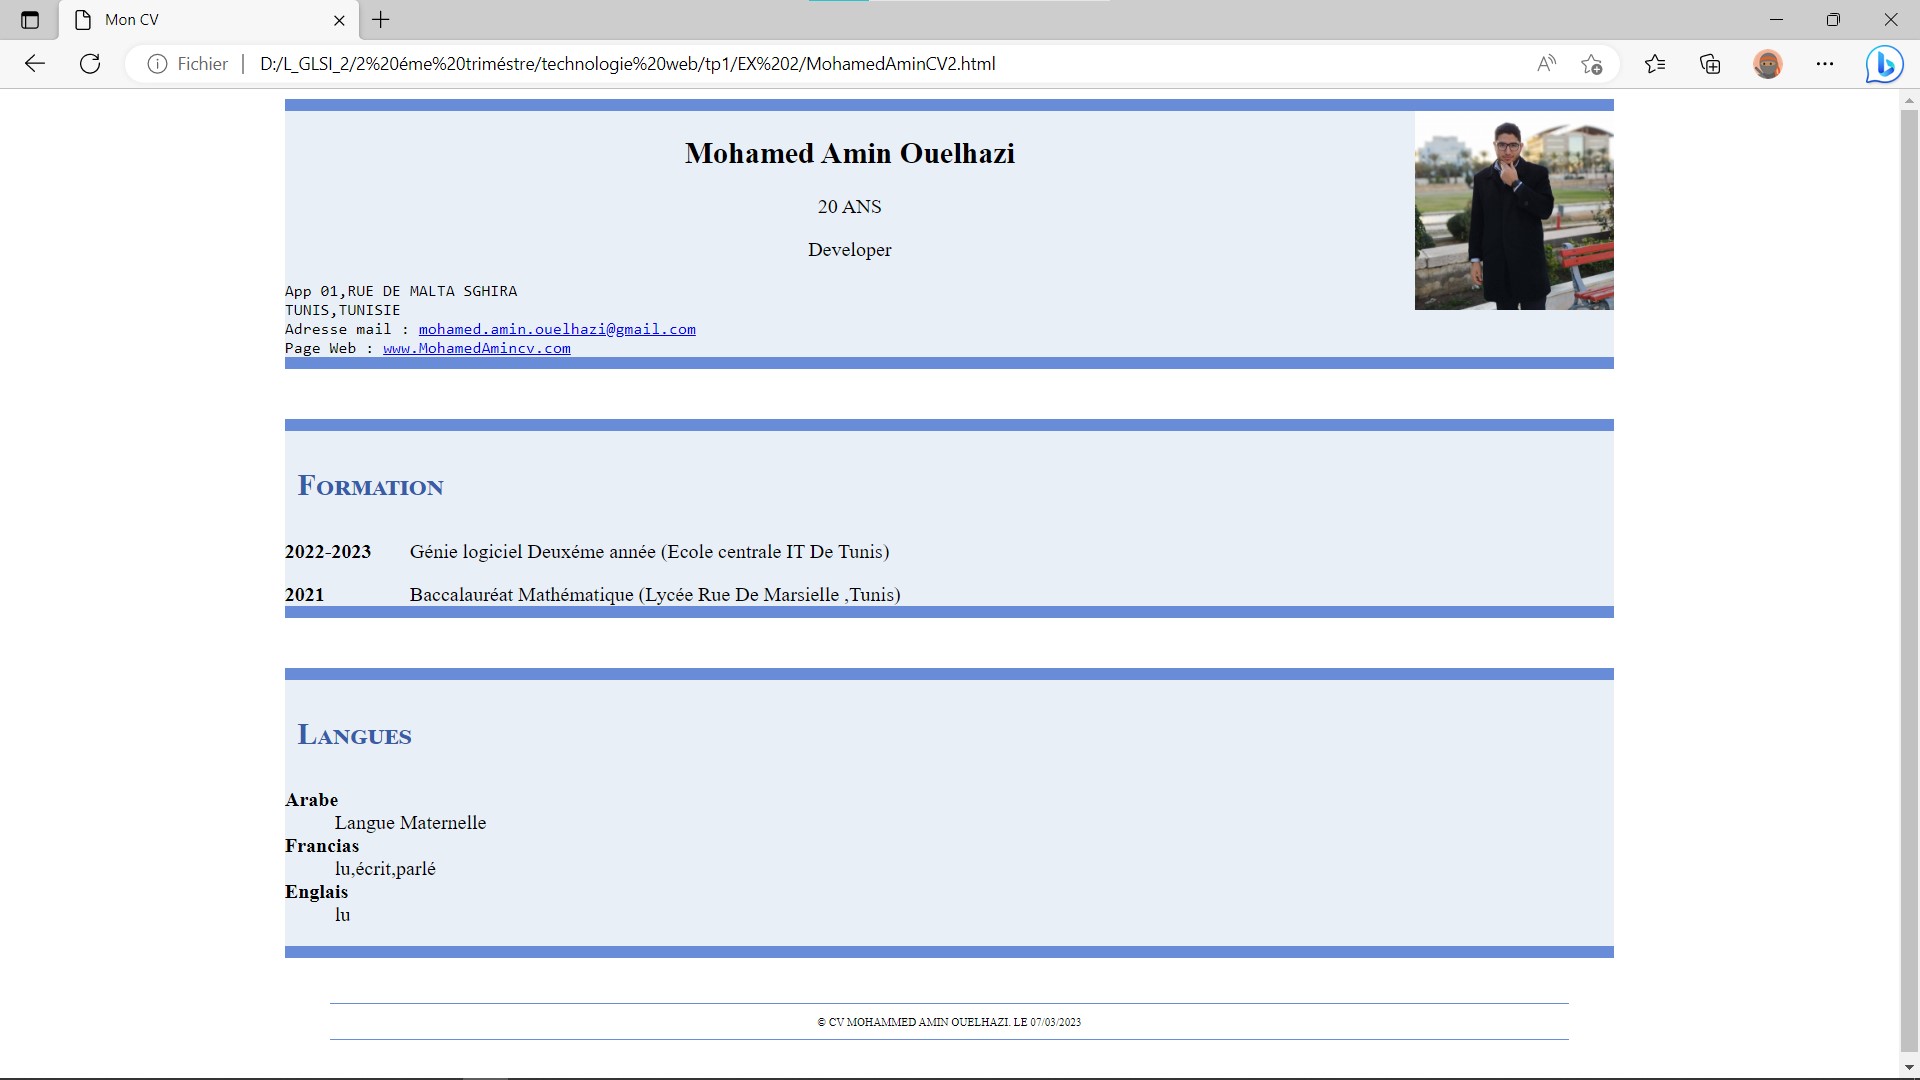 Mon CV
Fichier
D:/L_GLSI_2/2%20éme%20triméstre/technologie%20web/tp1/EX%202/MohamedAminCV2.html
Mohamed Amin Ouelhazi
20 ANS
Developer
App 01,RUE DE MALTA SGHIRA
TUNIS,TUNISIE
Adresse mail : mohamed.amin.ouelhazi@gmail.com
Page Web : www.MohamedAmincv.com
Formation
2022-2023 Génie logiciel Deuxéme année (Ecole centrale IT De Tunis)
2021 Baccalauréat Mathématique (Lycée Rue De Marsielle ,Tunis)
Langues
Arabe
Langue Maternelle
Francias
lu,écrit,parlé
Englais
lu
© CV MOHAMMED AMIN OUELHAZI. LE 07/03/2023